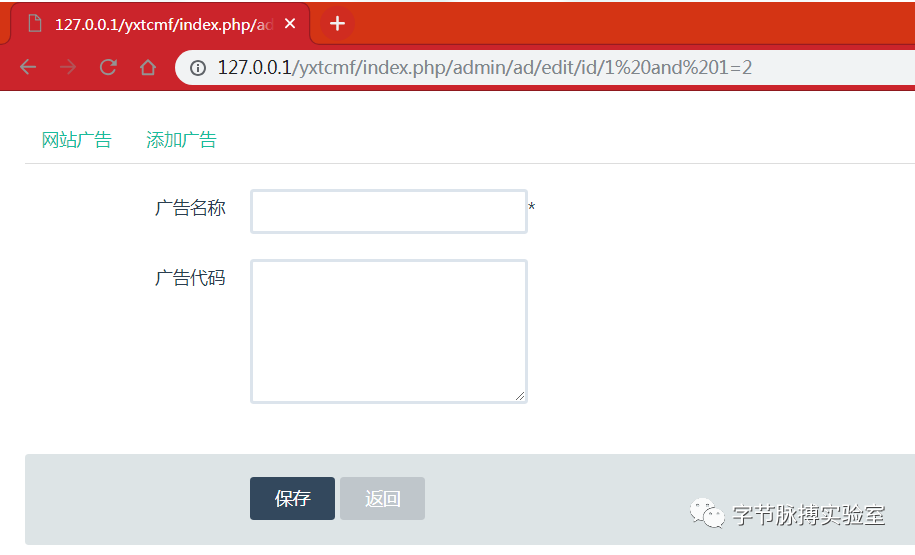 127.0.0.1/yxtcmf/index.php/ad
127.0.0.1/yxtcmf/index.php/admin/ad/edit/id/1%20and%201=2
网站广告 添加广告
广告名称 *
广告代码
保存 返回
字节脉搏实验室